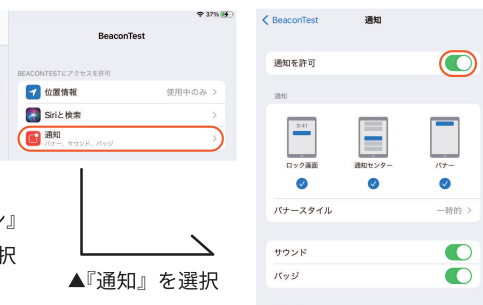 37%
BeaconTest
BEACONTESTにアクセスを許可
位置情報 使用中のみ
Siriと検索
通知
バナー、サウンド、バッジ
ン』
択
▲『通知』を選択
BeaconTest 通知
通知を許可
通知
9:41
ロック画面 通知センター バナー
バナースタイル 一時的
サウンド
バッジ